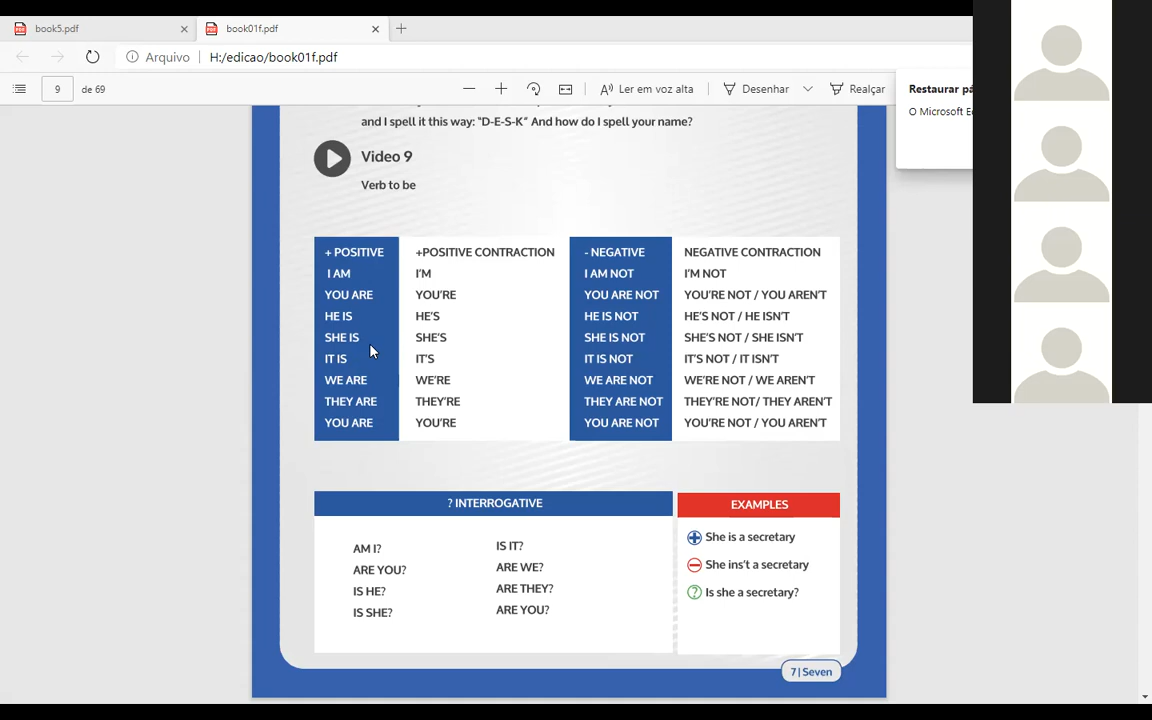 book5.pdf
book01f.pdf
Arquivo
H:/edicao/book01f.pdf
9
de 69
Ler em voz alta
Desenhar
Realçar
Restaurar
O Microsoft
and I spell it this way: "D-E-S-K" And how do I spell your name?
Video 9
Verb to be
+ POSITIVE +POSITIVE CONTRACTION - NEGATIVE NEGATIVE CONTRACTION
I AM I'M I AM NOT I'M NOT
YOU ARE YOU'RE YOU ARE NOT YOU'RE NOT / YOU AREN'T
HE IS HE'S HE IS NOT HE'S NOT / HE ISN'T
SHE IS SHE'S SHE IS NOT SHE'S NOT / SHE ISN'T
IT IS IT'S IT IS NOT IT'S NOT / IT ISN'T
WE ARE WE'RE WE ARE NOT WE'RE NOT / WE AREN'T
THEY ARE THEY'RE THEY ARE NOT THEY'RE NOT/ THEY AREN'T
YOU ARE YOU'RE YOU ARE NOT YOU'RE NOT / YOU AREN'T
? INTERROGATIVE
AM I?
ARE YOU?
IS HE?
IS SHE?
IS IT?
ARE WE?
ARE THEY?
ARE YOU?
EXAMPLES
+ She is a secretary
- She ins't a secretary
? Is she a secretary?
7|Seven